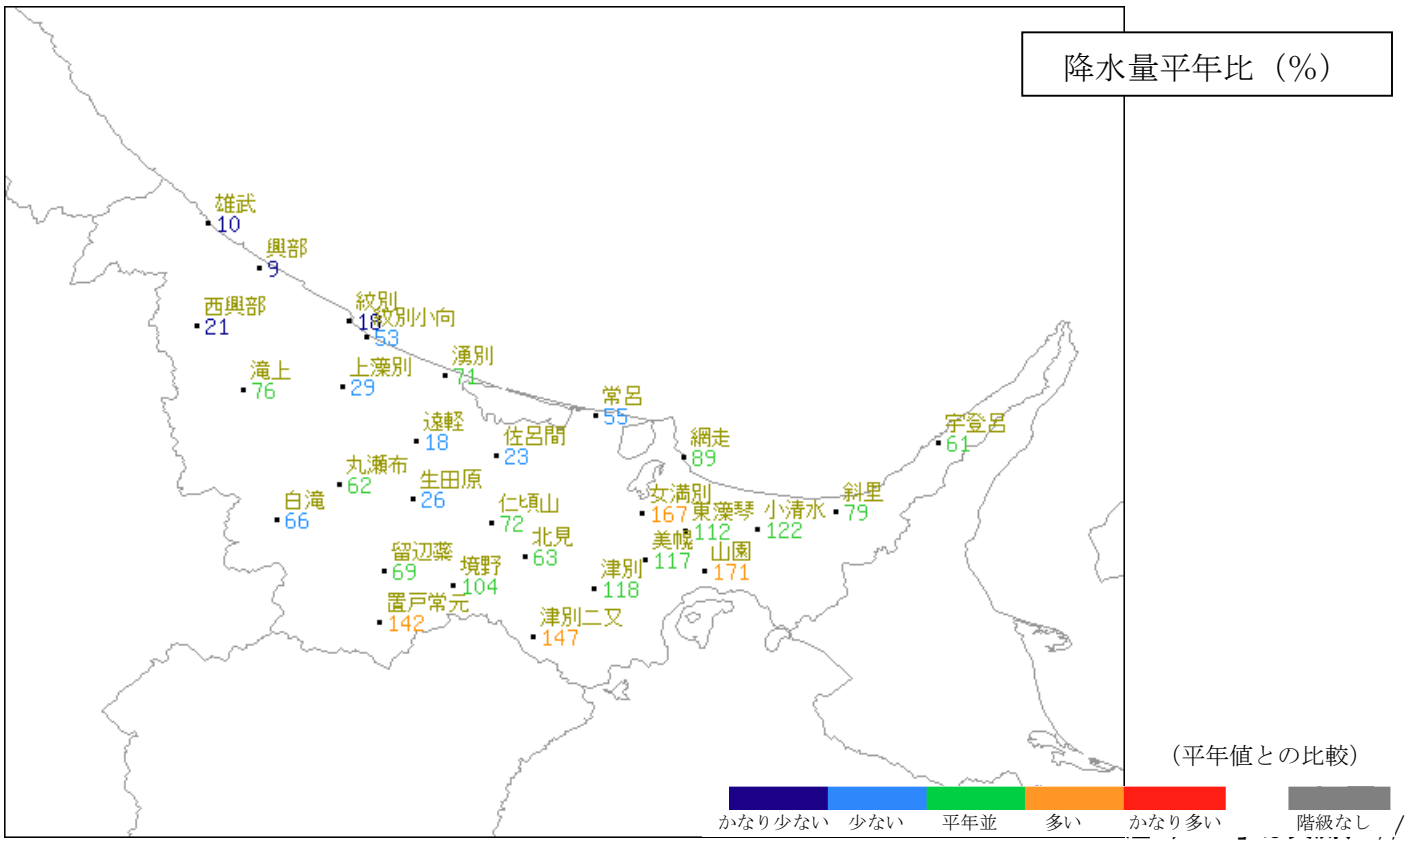 降水量平年比（%）
雄武
10
興部
9
西興部
21
紋別
18
紋別小向
53
湧別
71
滝上
76
上藻別
29
常呂
55
遠軽
18
佐呂間
23
網走
89
宇登呂
61
丸瀬布
62
生田原
26
白滝
66
仁頃山
72
女満別
167
東藻琴
112
小清水
122
斜里
79
北見
63
美幌
117
山園
171
留辺蘂
69
境野
104
津別
118
置戸常元
142
津別二又
147
（平年値との比較）
かなり少ない 少ない 平年並 多い かなり多い 階級なし